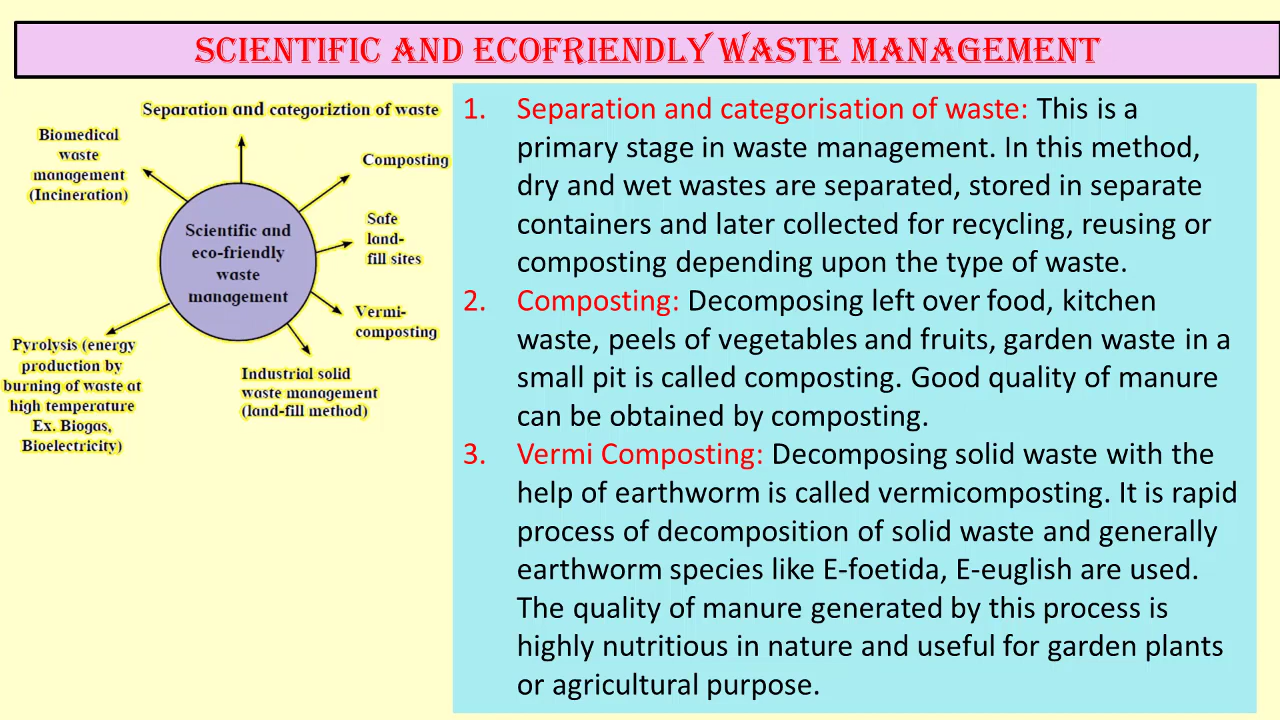 SCIENTIFIC AND ECOFRIENDLY WASTE MANAGEMENT
Separation and categoriztion of waste
Biomedical
waste
management
(Incineration)
Composting
Safe
land-
fill sites
Scientific and
eco-friendly
waste
management
Vermi-
composting
Pyrolysis (energy
production by
burning of waste at
high temperature
Ex. Biogas,
Bioelectricity)
Industrial solid
waste management
(land-fill method)
1. Separation and categorisation of waste: This is a
primary stage in waste management. In this method,
dry and wet wastes are separated, stored in separate
containers and later collected for recycling, reusing or
composting depending upon the type of waste.
2. Composting: Decomposing left over food, kitchen
waste, peels of vegetables and fruits, garden waste in a
small pit is called composting. Good quality of manure
can be obtained by composting.
3. Vermi Composting: Decomposing solid waste with the
help of earthworm is called vermicomposting. It is rapid
process of decomposition of solid waste and generally
earthworm species like E-foetida, E-euglish are used.
The quality of manure generated by this process is
highly nutritious in nature and useful for garden plants
or agricultural purpose.